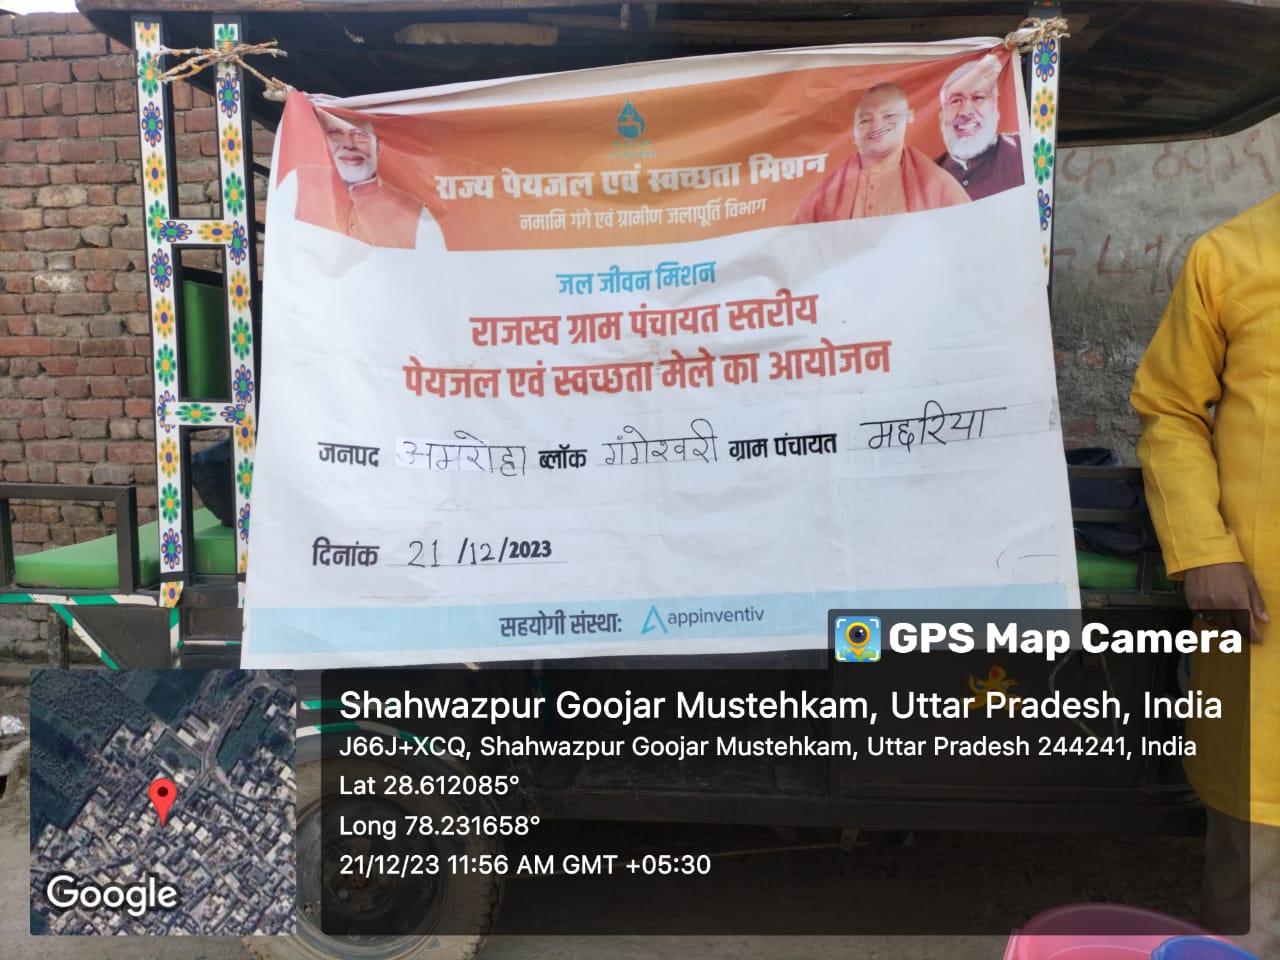 राज्य पेयजल एवं स्वच्छता मिशन
नमामि गंगे एवं ग्रामीण जलापूर्ति विभाग
जल जीवन मिशन
राजस्व ग्राम पंचायत स्तरीय
पेयजल एवं स्वच्छता मेले का आयोजन
जनपद अमरोहा ब्लॉक गंगेश्वरी ग्राम पंचायत मद्दरिया
दिनांक 21/12/2023
सहयोगी संस्था: appinventiv
GPS Map Camera
Shahwazpur Goojar Mustehkam, Uttar Pradesh, India
J66J+XCQ, Shahwazpur Goojar Mustehkam, Uttar Pradesh 244241, India
Lat 28.612085°
Long 78.231658°
21/12/23 11:56 AM GMT +05:30
Google